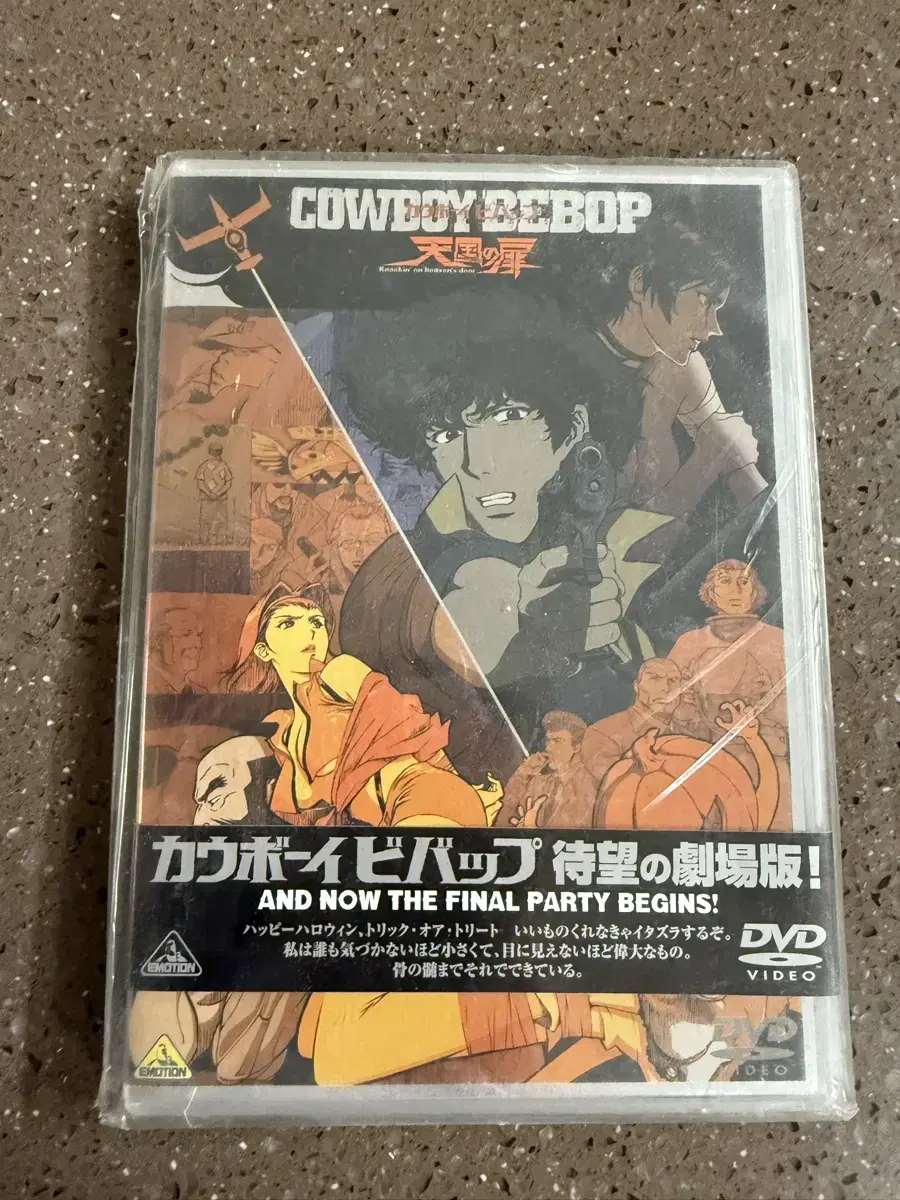 COWBOY BEBOP
カウボーイビバップ
天国の扉
Knockin' on heaven's door
カウボーイビバップ 待望の劇場版!
AND NOW THE FINAL PARTY BEGINS!
ハッピーハロウィン、トリック・オア・トリート いいものくれなきゃイタズラするぞ。
私は誰も気づかないほど小さくて、目に見えないほど偉大なもの。
骨の髄までそれでできている。
DVD
VIDEO™
EMOTION
EMOTION
DVD
VIDEO